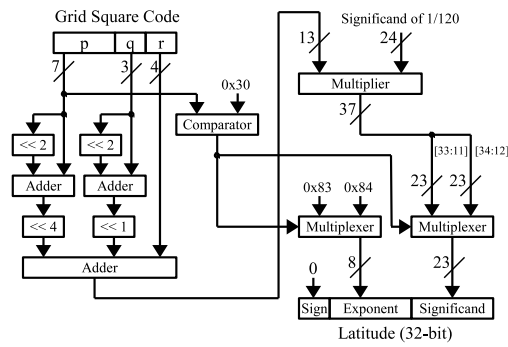 Grid Square Code
Significand of 1/120
p q r
13 24
7 3 4
0x30
Multiplier
37
Comparator
<< 2 << 2
[33:11] [34:12]
Adder Adder
0x83 0x84
23 23
<< 4 << 1
Multiplexer Multiplexer
Adder
0 8 23
Sign Exponent Significand
Latitude (32-bit)